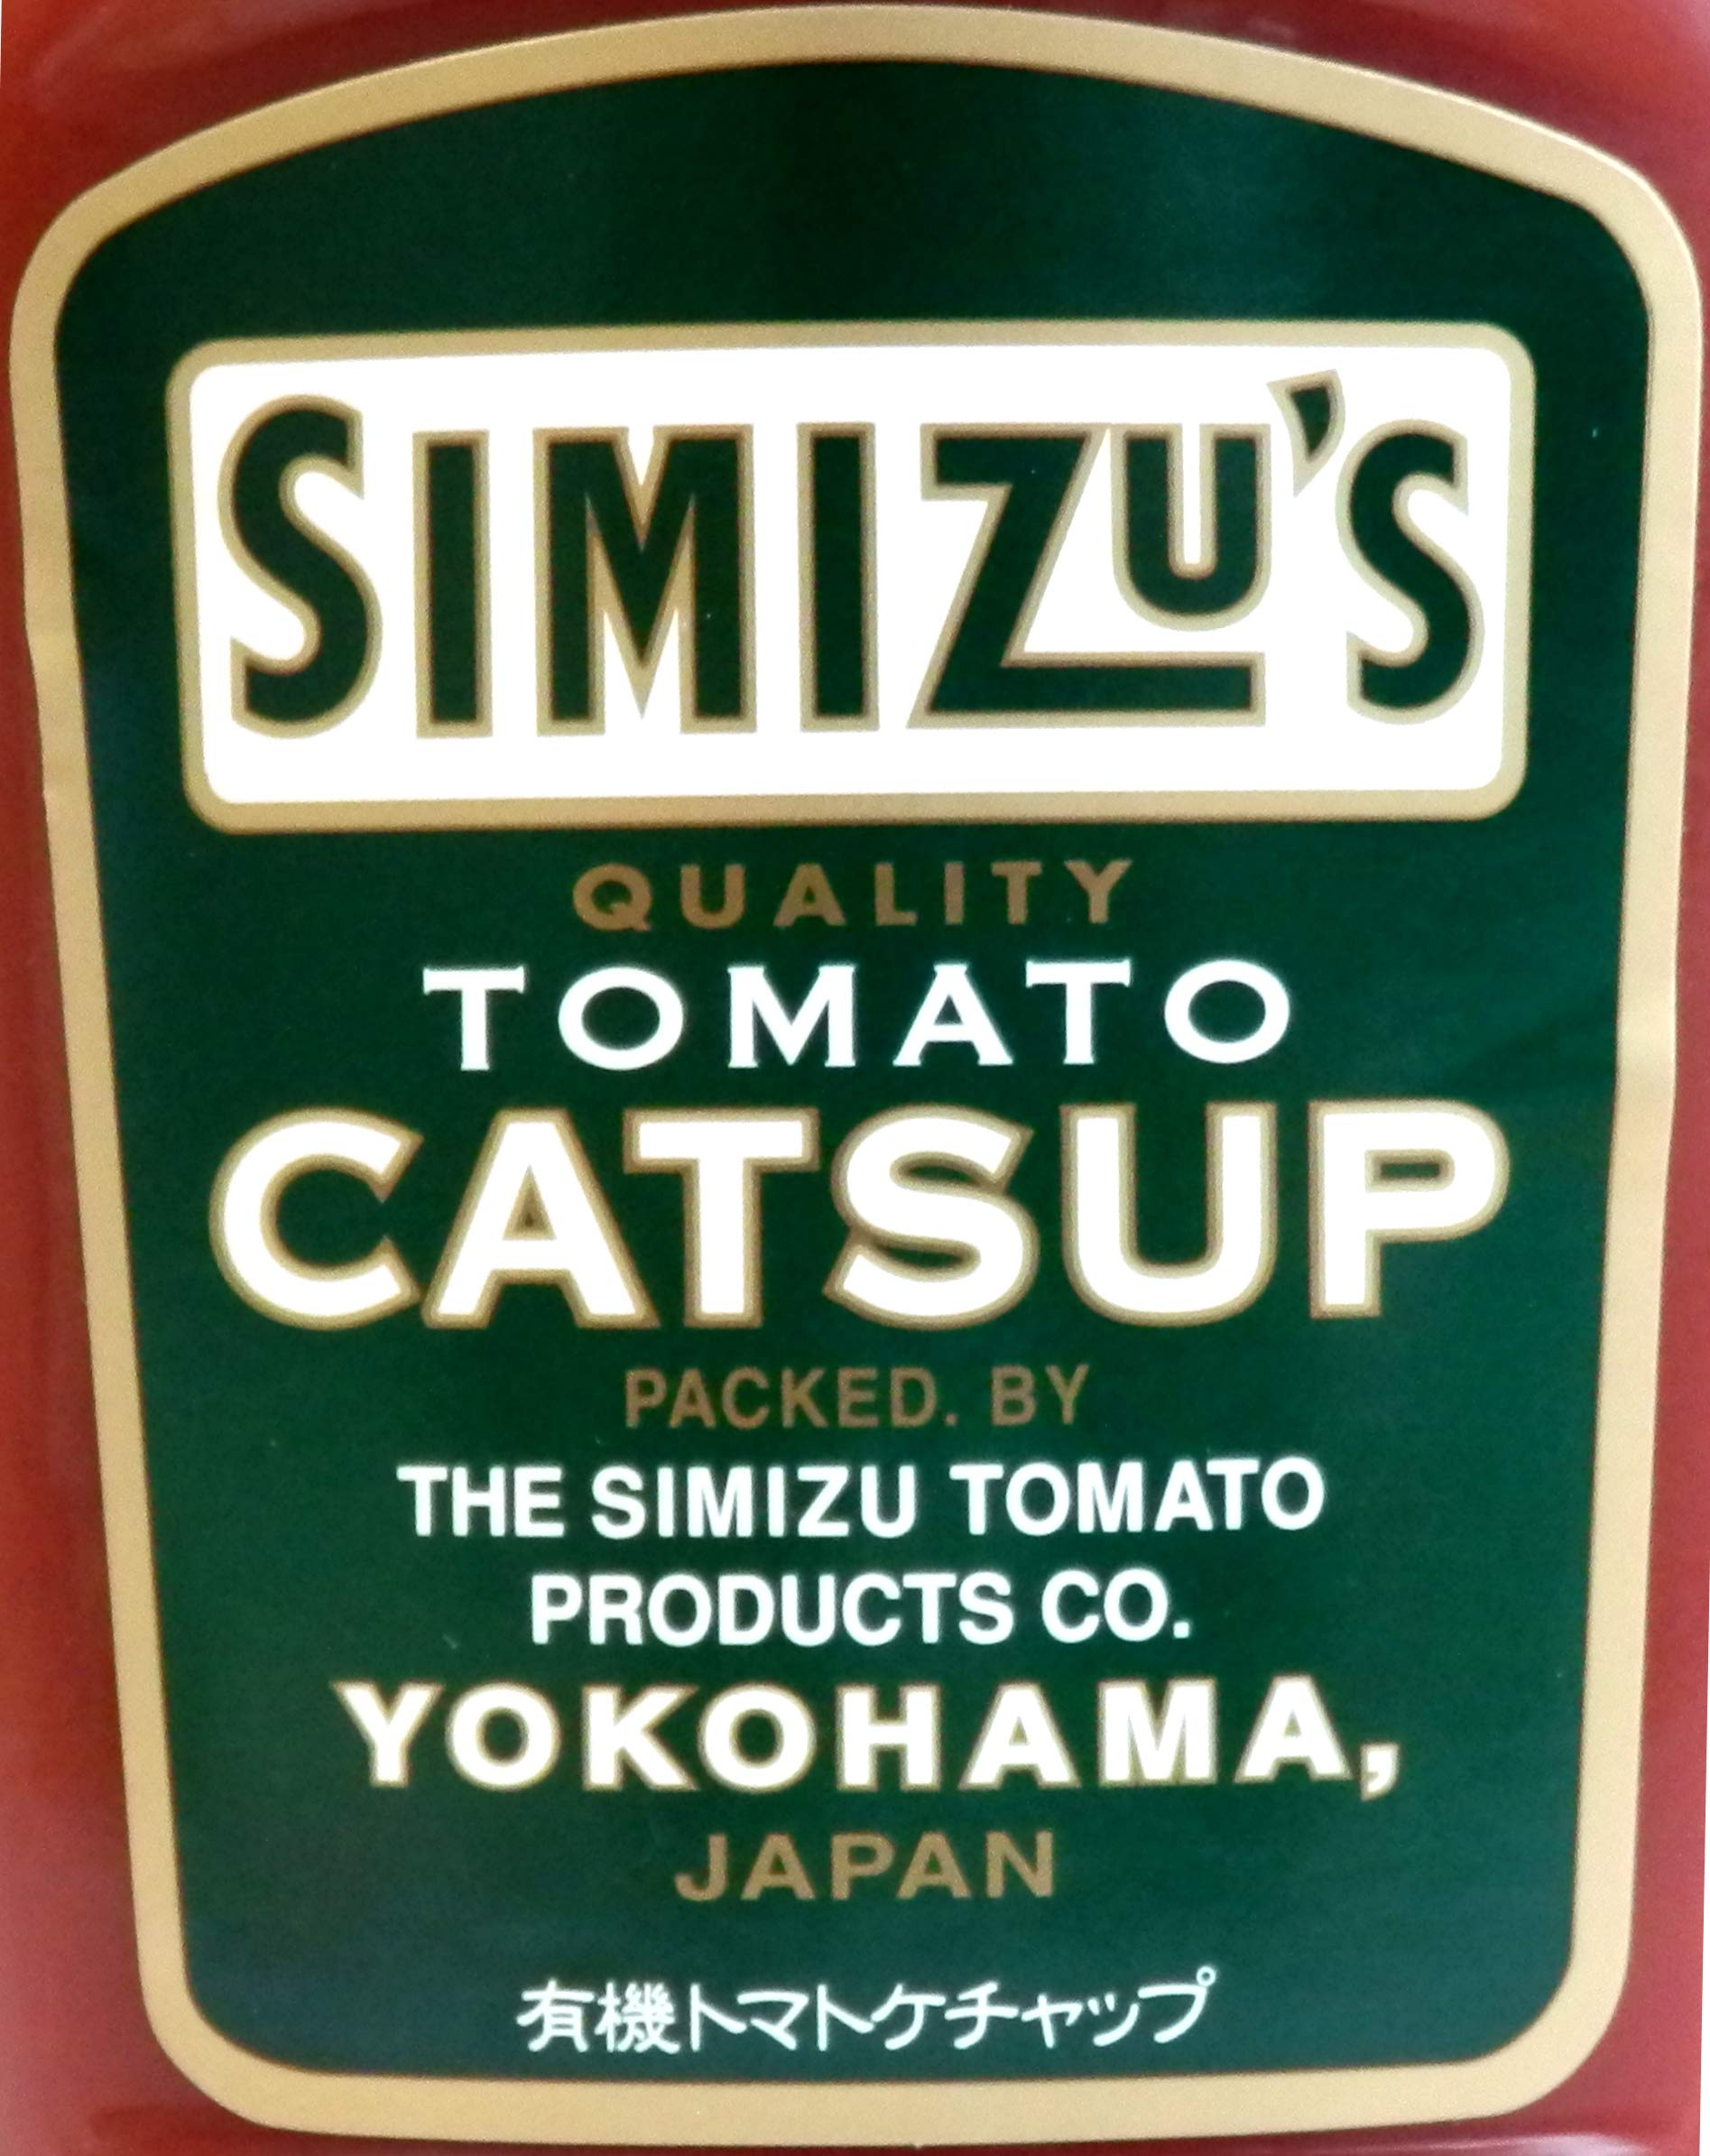 SIMIZU'S
QUALITY
TOMATO
CATSUP
PACKED. BY
THE SIMIZU TOMATO
PRODUCTS CO.
YOKOHAMA,
JAPAN
有機トマトケチャップ